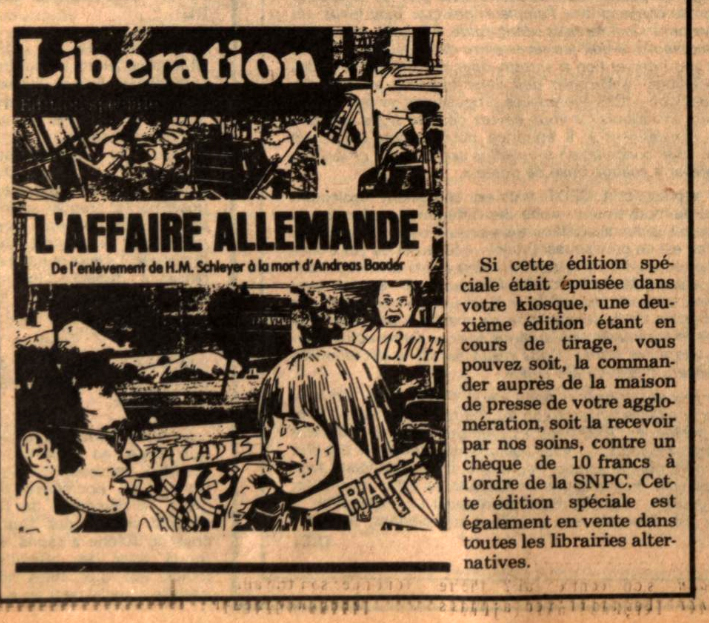 Libération
Edition spéciale
L'AFFAIRE ALLEMANDE
De l'enlèvement de H.M. Schleyer à la mort d'Andreas Baader
13.10.77
PACADIS
RAF
Si cette édition spé-
ciale était épuisée dans
votre kiosque, une deu-
xième édition étant en
cours de tirage, vous
pouvez soit, la comman-
der auprès de la maison
de presse de votre agglo-
mération, soit la recevoir
par nos soins, contre un
chèque de 10 francs à
l'ordre de la SNPC. Cet-
te édition spéciale est
également en vente dans
toutes les librairies alter-
natives.